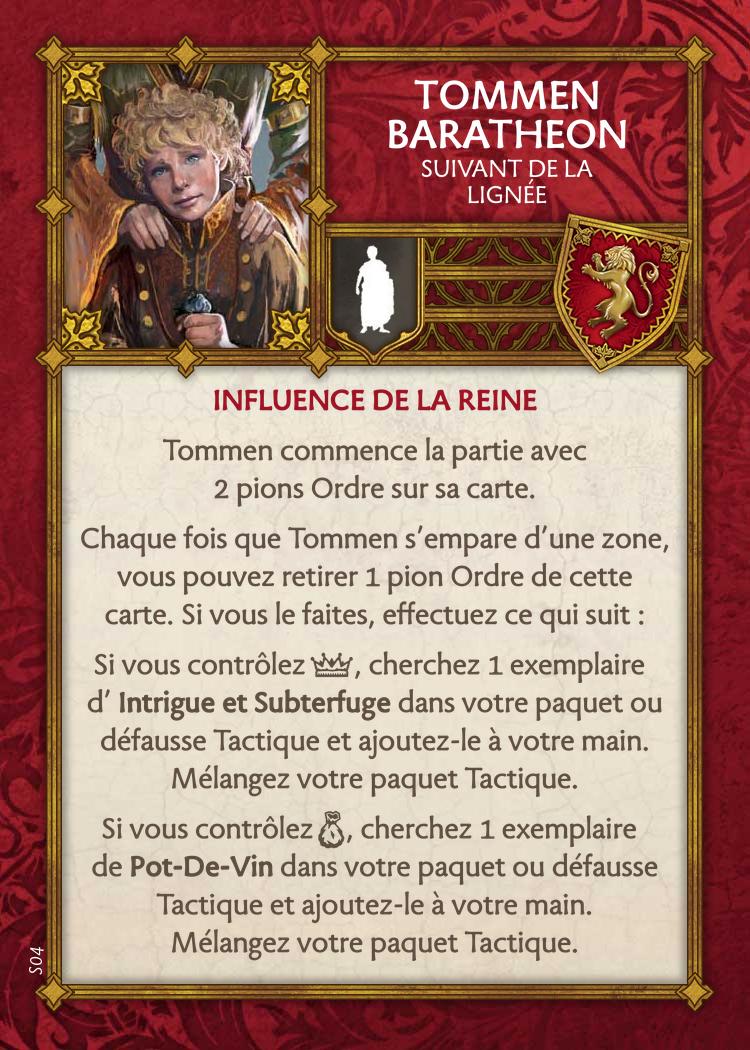 TOMMEN
BARATHEON
SUIVANT DE LA
LIGNÉE
INFLUENCE DE LA REINE
Tommen commence la partie avec
2 pions Ordre sur sa carte.
Chaque fois que Tommen s’empare d’une zone,
vous pouvez retirer 1 pion Ordre de cette
carte. Si vous le faites, effectuez ce qui suit :
Si vous contrôlez , cherchez 1 exemplaire
d’ Intrigue et Subterfuge dans votre paquet ou
défausse Tactique et ajoutez-le à votre main.
Mélangez votre paquet Tactique.
Si vous contrôlez , cherchez 1 exemplaire
de Pot-De-Vin dans votre paquet ou défausse
Tactique et ajoutez-le à votre main.
Mélangez votre paquet Tactique.
S04